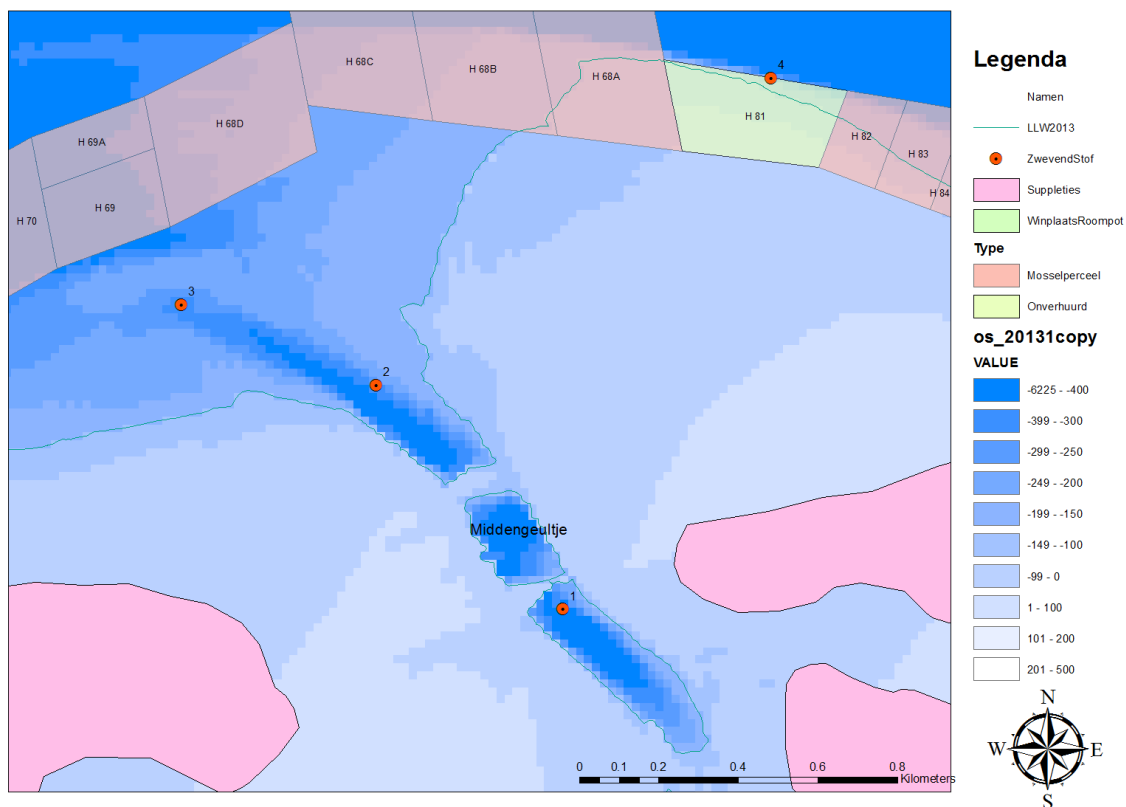 H 68C
H 68B
H 68A
4
H 81
H 82
H 83
H 84
H 69A
H 68D
H 69
H 70
3
2
Middengeultje
1
0 0.1 0.2 0.4 0.6 0.8
Kilometers
Legenda
Namen
LLW2013
ZwevendStof
Suppleties
WinplaatsRoompot
Type
Mosselperceel
Onverhuurd
os_20131copy
VALUE
-6225 - -400
-399 - -300
-299 - -250
-249 - -200
-199 - -150
-149 - -100
-99 - 0
1 - 100
101 - 200
201 - 500
N
W E
S